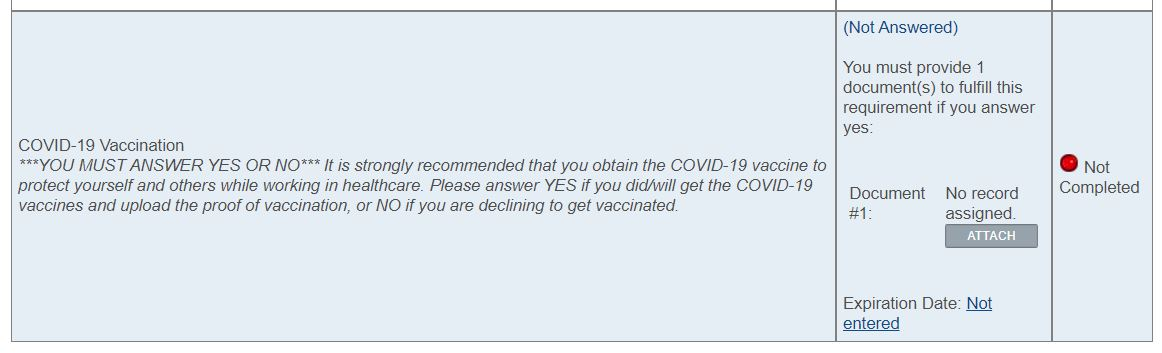 COVID-19 Vaccination
***YOU MUST ANSWER YES OR NO*** It is strongly recommended that you obtain the COVID-19 vaccine to
protect yourself and others while working in healthcare. Please answer YES if you did/will get the COVID-19
vaccines and upload the proof of vaccination, or NO if you are declining to get vaccinated.
(Not Answered)
You must provide 1
document(s) to fulfill this
requirement if you answer
yes:
Document
#1:
No record
assigned.
ATTACH
Expiration Date: Not
entered
Not
Completed